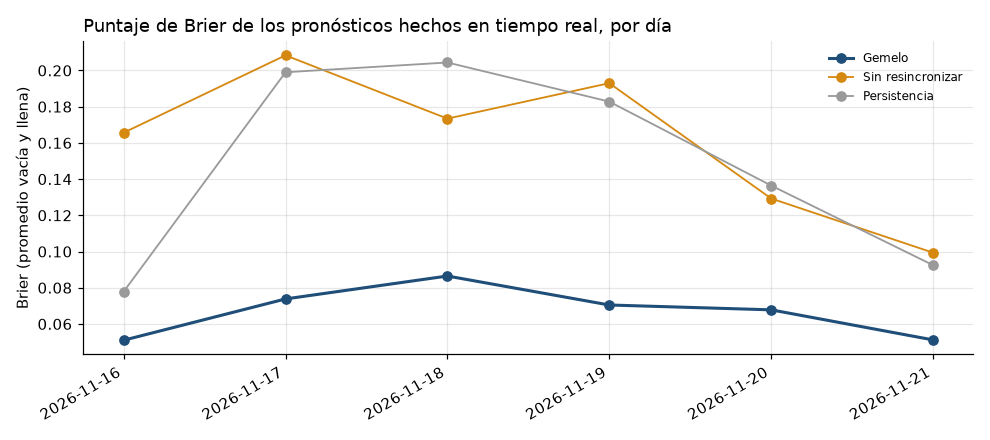 Puntaje de Brier de los pronósticos hechos en tiempo real, por día
Brier (promedio vacía y llena)
0.20
0.18
0.16
0.14
0.12
0.10
0.08
0.06
Gemelo
Sin resincronizar
Persistencia
2026-11-16
2026-11-17
2026-11-18
2026-11-19
2026-11-20
2026-11-21